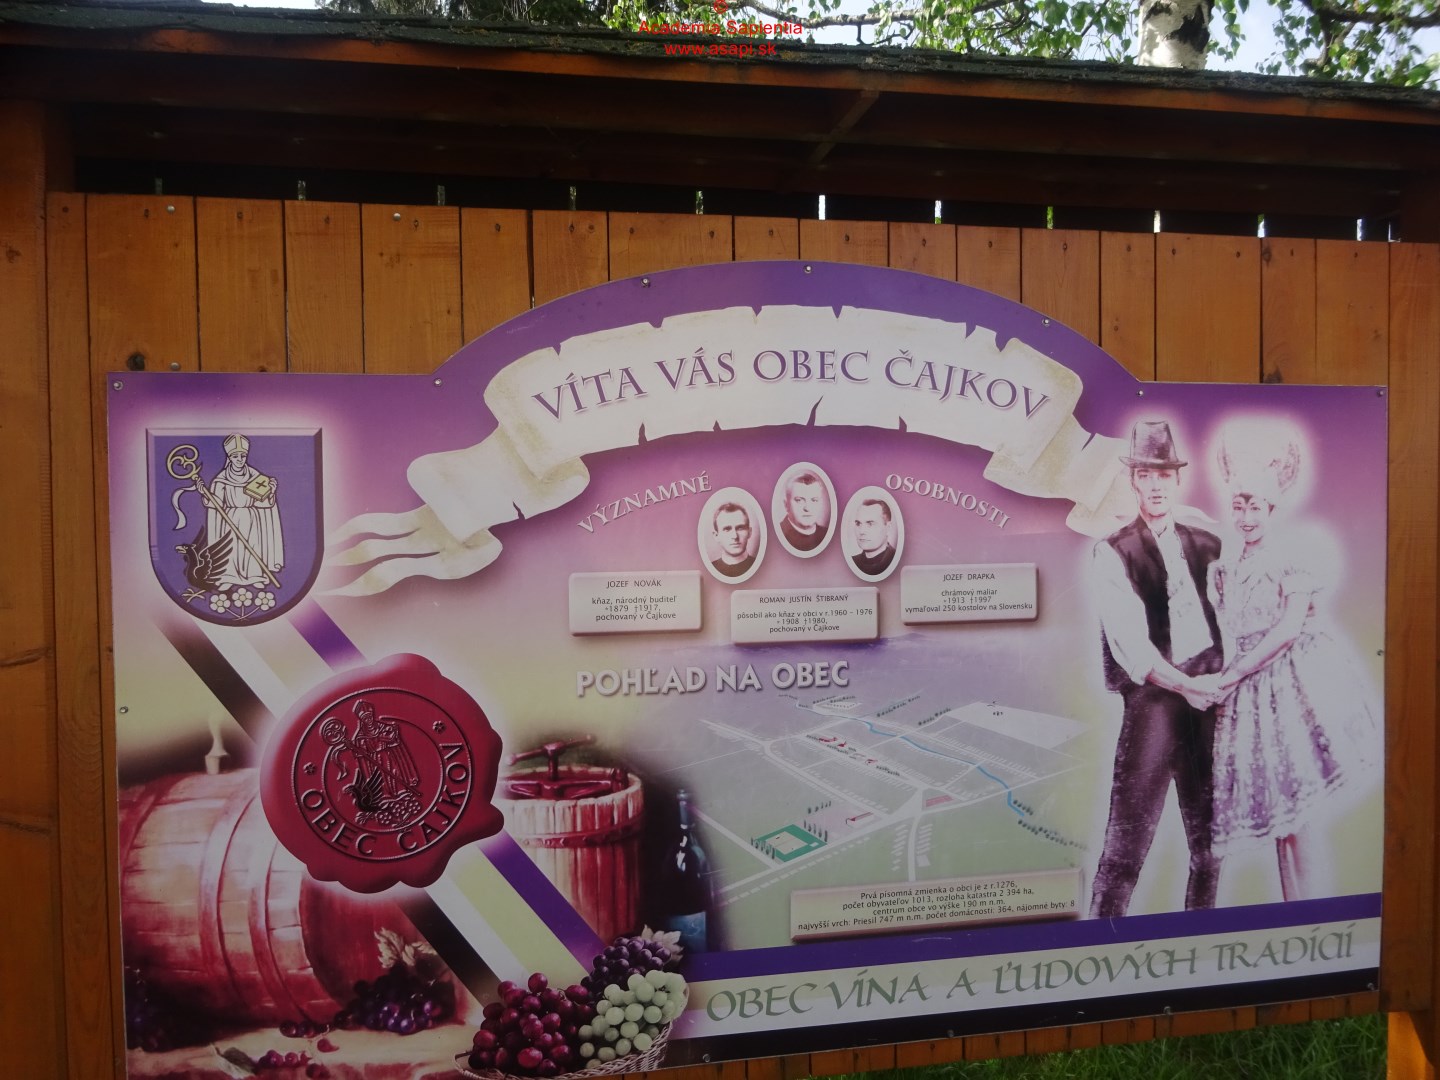 Academia Sapientia
www.asapi.sk
VÍTA VÁS OBEC ČAJKOV
VÝZNAMNÉ OSOBNOSTI
JOZEF NOVÁK
kňaz, národný buditeľ
*1879 †1917,
pochovaný v Čajkove
ROMAN JUSTÍN ŠTIBRANÝ
pôsobil ako kňaz v obci v r.1960 - 1976
*1908 †1980,
pochovaný v Čajkove
JOZEF DRAPKA
chrámový maliar
*1913 †1997
vymaľoval 250 kostolov na Slovensku
POHĽAD NA OBEC
OBEC ČAJKOV
Prvá písomná zmienka o obci je z r.1276,
počet obyvateľov 1013, rozloha katastra 2 394 ha,
centrum obce vo výške 190 m n.m.
najvyšší vrch: Priesil 747 m n.m. počet domácností: 364, nájomné byty: 8
OBEC VÍNA A ĽUDOVÝCH TRADÍCIÍ